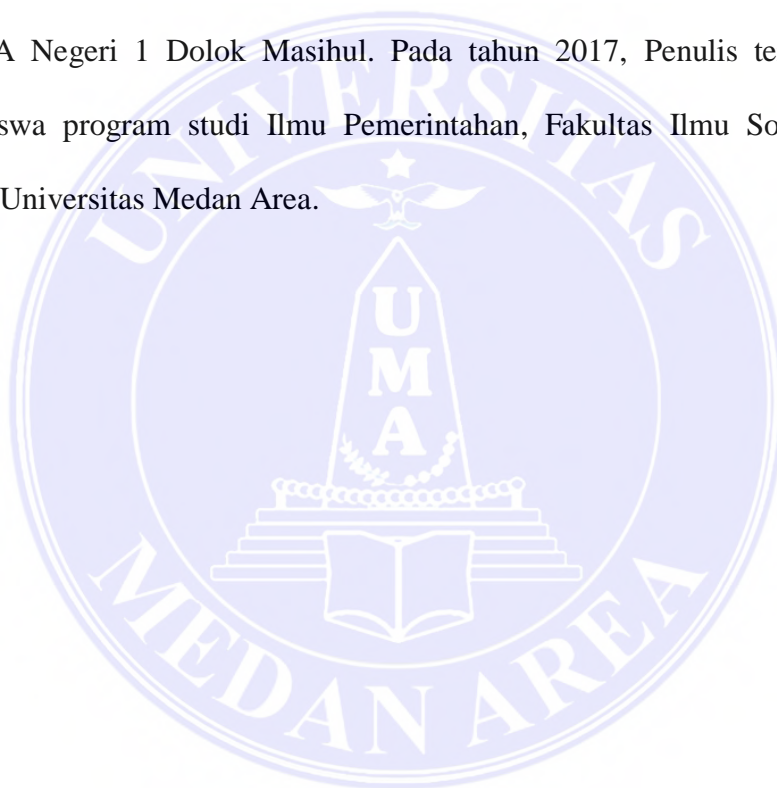 A Negeri 1 Dolok Masihul. Pada tahun 2017, Penulis te
swa program studi Ilmu Pemerintahan, Fakultas Ilmu So
Universitas Medan Area.
UNIVERSITAS
UMA
MEDAN AREA